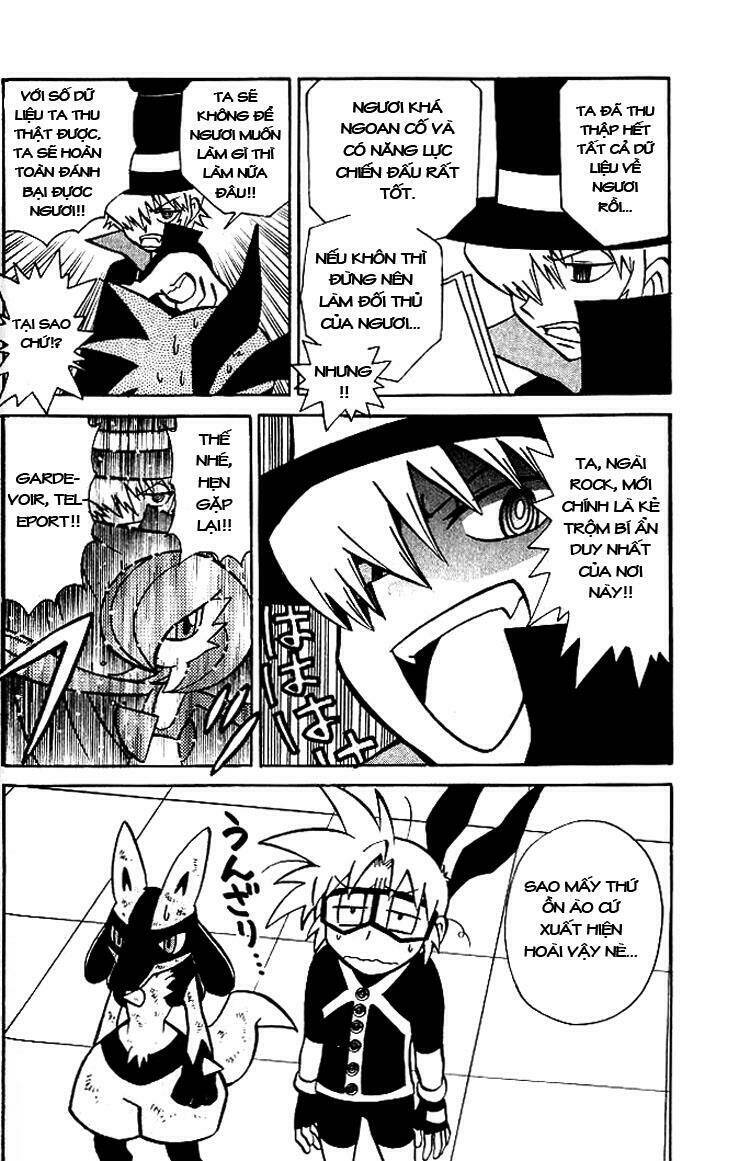 TA ĐÃ THU
THẬP HẾT
TẤT CẢ DỮ
LIỆU VỀ
NGƯƠI
RỒI...
NGƯƠI KHÁ
NGOAN CỐ VÀ
CÓ NĂNG LỰC
CHIẾN ĐẤU RẤT
TỐT.
NẾU KHÔN THÌ
ĐỪNG NÊN
LÀM ĐỐI THỦ
CỦA NGƯƠI...
NHƯNG
!!
TA SẼ
KHÔNG ĐỂ
NGƯƠI MUỐN
LÀM GÌ THÌ
LÀM NỮA
ĐÂU!!
VỚI SỐ DỮ
LIỆU TA THU
THẬT ĐƯỢC,
TA SẼ HOÀN
TOÀN ĐÁNH
BẠI ĐƯỢC
NGƯƠI!!
TẠI SAO
CHỨ!?
TA, NGÀI
ROCK, MỚI
CHÍNH LÀ KẺ
TRỘM BÍ ẨN
DUY NHẤT
CỦA NƠI
NÀY!!
はははは
THẾ
NHÉ,
HẸN
GẶP
LẠI!!
GARDE-
VOIR, TEL-
EPORT!!
SAO MẤY THỨ
ỒN ÀO CỨ
XUẤT HIỆN
HOÀI VẬY NÈ...
うんざり...